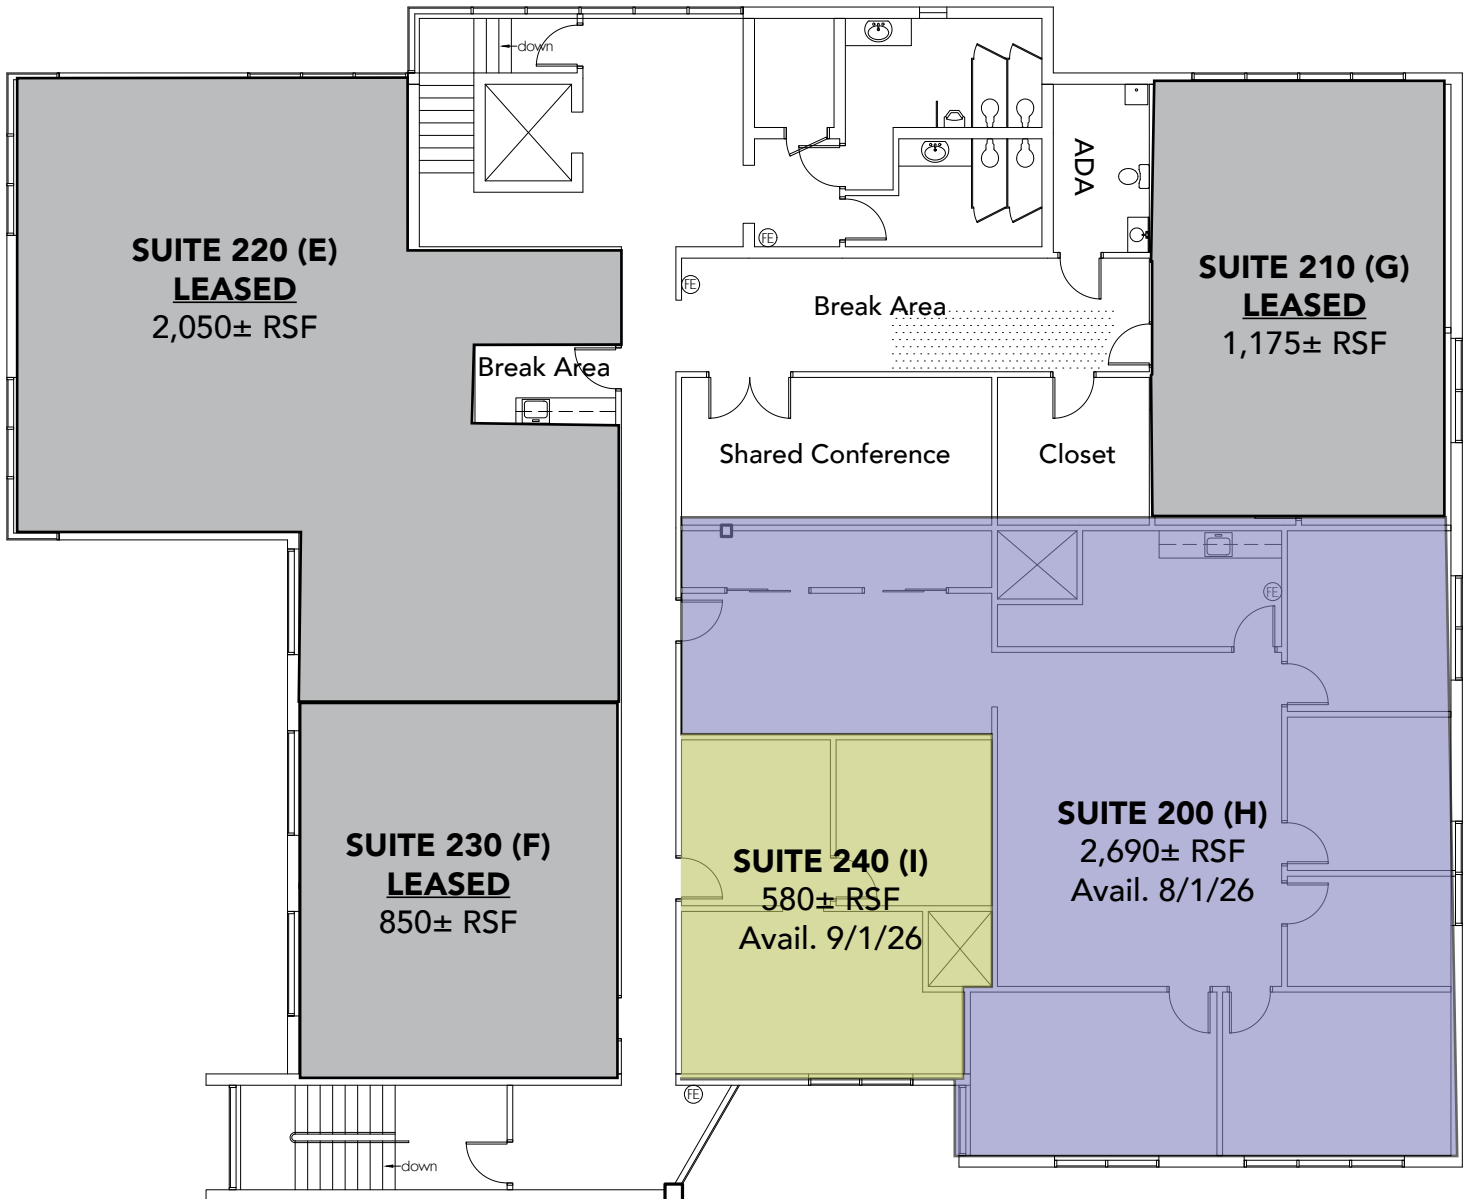 down
FE
ADA
SUITE 220 (E)
LEASED
2,050± RSF
SUITE 210 (G)
LEASED
1,175± RSF
FE
Break Area
Break Area
Shared Conference
Closet
FE
SUITE 200 (H)
2,690± RSF
Avail. 8/1/26
SUITE 230 (F)
LEASED
850± RSF
SUITE 240 (I)
580± RSF
Avail. 9/1/26
FE
down